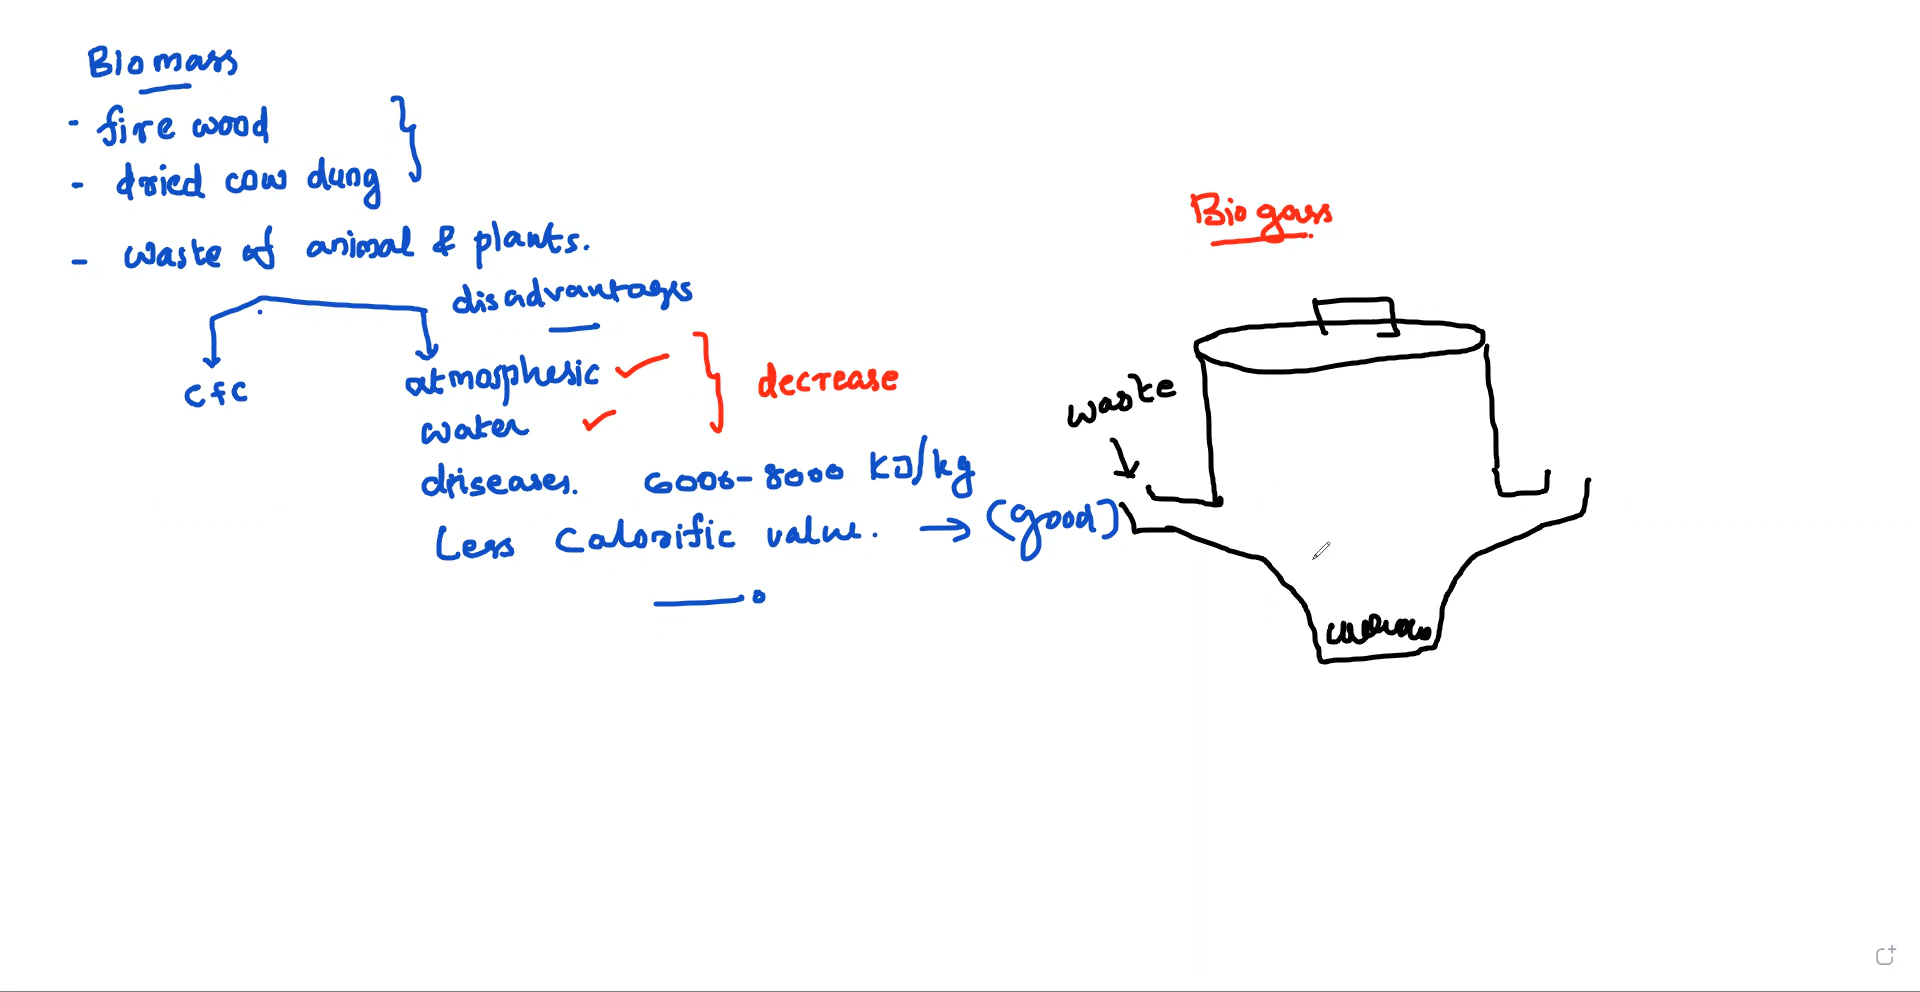 Biomass
- fire wood
- dried cow dung
- waste of animal & plants.
disadvantages
cfc
atmospheric
water
decrease
diseases. 6000-8000 KJ/kg
Less Calorific value. → (good)
Bio gass
waste